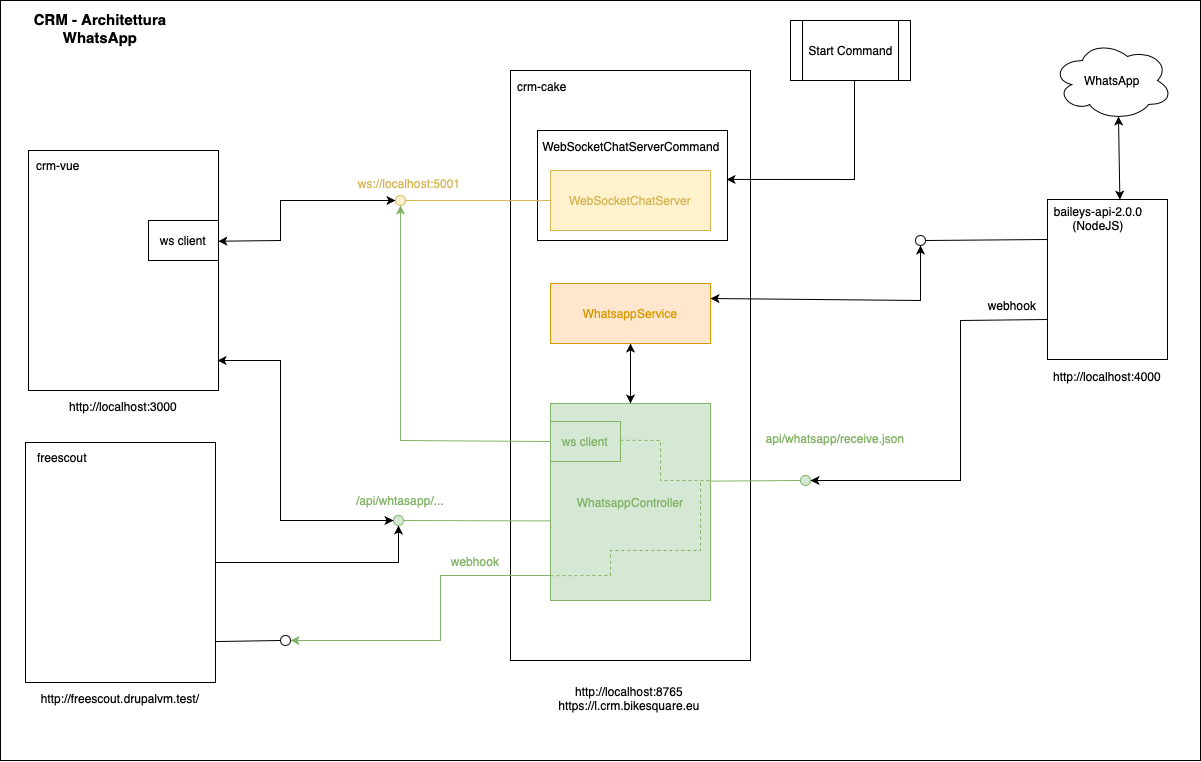 CRM - Architettura
WhatsApp
Start Command
WhatsApp
crm-cake
WebSocketChatServerCommand
WebSocketChatServer
crm-vue
ws://localhost:5001
ws client
baileys-api-2.0.0
(NodeJS)
webhook
WhatsappService
http://localhost:4000
http://localhost:3000
ws client
api/whatsapp/receive.json
freescout
/api/whtasapp/...
WhatsappController
webhook
http://freescout.drupalvm.test/
http://localhost:8765
https://l.crm.bikesquare.eu